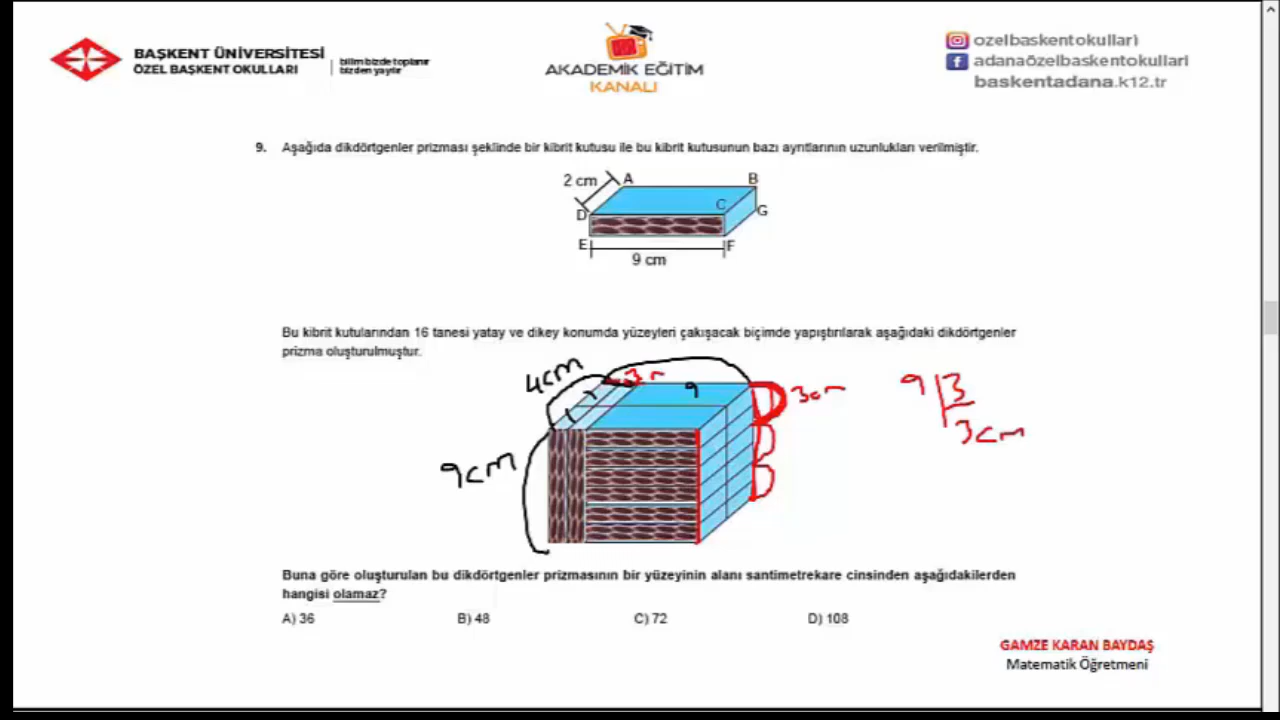 BAŞKENT ÜNİVERSİTESİ
ÖZEL BAŞKENT OKULLARI
bilim bizde toplanır
bizden yayılır
AKADEMİK EĞİTİM
KANALI
ozelbaskentokullari
adanaözelbaskentokullari
baskentadana.k12.tr
9. Aşağıda dikdörtgenler prizması şeklinde bir kibrit kutusu ile bu kibrit kutusunun bazı ayrıtlarının uzunlukları verilmiştir.
2 cm
A
B
D
C
G
E
F
9 cm
Bu kibrit kutularından 16 tanesi yatay ve dikey konumda yüzeyleri çakışacak biçimde yapıştırılarak aşağıdaki dikdörtgenler
prizma oluşturulmuştur.
4cm
9
3cm
9 3
3cm
9cm
Buna göre oluşturulan bu dikdörtgenler prizmasının bir yüzeyinin alanı santimetrekare cinsinden aşağıdakilerden
hangisi olamaz?
A) 36 B) 48 C) 72 D) 108
GAMZE KARAN BAYDAŞ
Matematik Öğretmeni